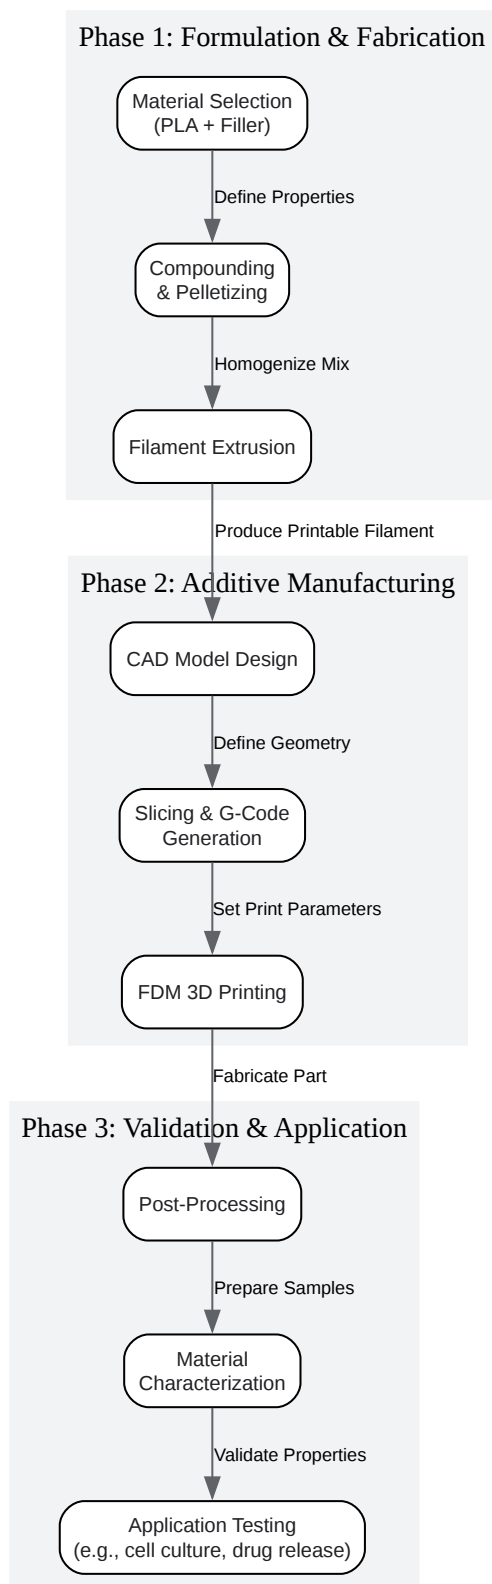 Phase 1: Formulation & Fabrication
Material Selection
(PLA + Filler)
Define Properties
Compounding
& Pelletizing
Homogenize Mix
Filament Extrusion
Produce Printable Filament
Phase 2: Additive Manufacturing
CAD Model Design
Define Geometry
Slicing & G-Code
Generation
Set Print Parameters
FDM 3D Printing
Fabricate Part
Phase 3: Validation & Application
Post-Processing
Prepare Samples
Material
Characterization
Validate Properties
Application Testing
(e.g., cell culture, drug release)